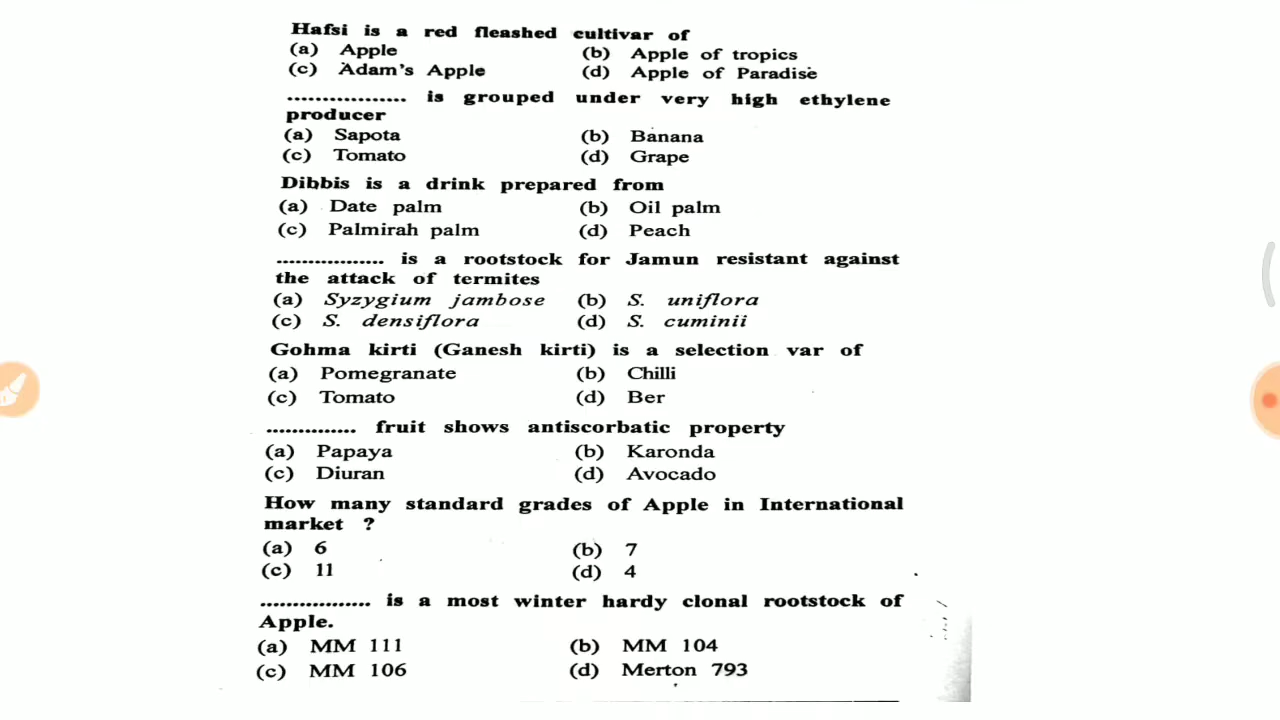 Hafsi is a red fleashed cultivar of
(a) Apple (b) Apple of tropics
(c) Adam's Apple (d) Apple of Paradise
.................. is grouped under very high ethylene
producer
(a) Sapota (b) Banana
(c) Tomato (d) Grape
Dibbis is a drink prepared from
(a) Date palm (b) Oil palm
(c) Palmirah palm (d) Peach
.................. is a rootstock for Jamun resistant against
the attack of termites
(a) Syzygium jambose (b) S. uniflora
(c) S. densiflora (d) S. cuminii
Gohma kirti (Ganesh kirti) is a selection var of
(a) Pomegranate (b) Chilli
(c) Tomato (d) Ber
.............. fruit shows antiscorbatic property
(a) Papaya (b) Karonda
(c) Diuran (d) Avocado
How many standard grades of Apple in International
market ?
(a) 6 (b) 7
(c) 11 (d) 4
.................. is a most winter hardy clonal rootstock of
Apple.
(a) MM 111 (b) MM 104
(c) MM 106 (d) Merton 793